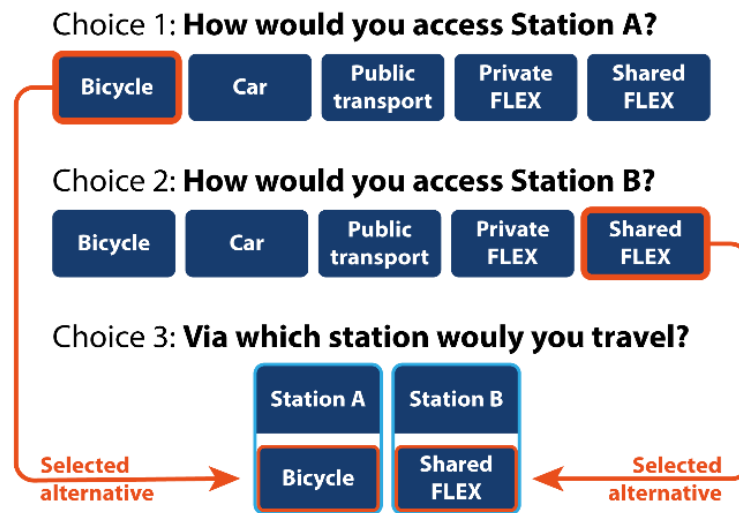 Choice 1: How would you access Station A?
Bicycle
Car
Public
transport
Private
FLEX
Shared
FLEX
Choice 2: How would you access Station B?
Bicycle
Car
Public
transport
Private
FLEX
Shared
FLEX
Choice 3: Via which station wouly you travel?
Station A
Station B
Selected
alternative
Bicycle
Shared
FLEX
Selected
alternative